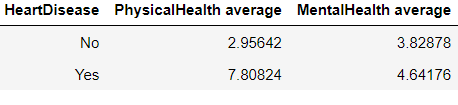 HeartDisease PhysicalHealth average MentalHealth average
No 2.95642 3.82878
Yes 7.80824 4.64176